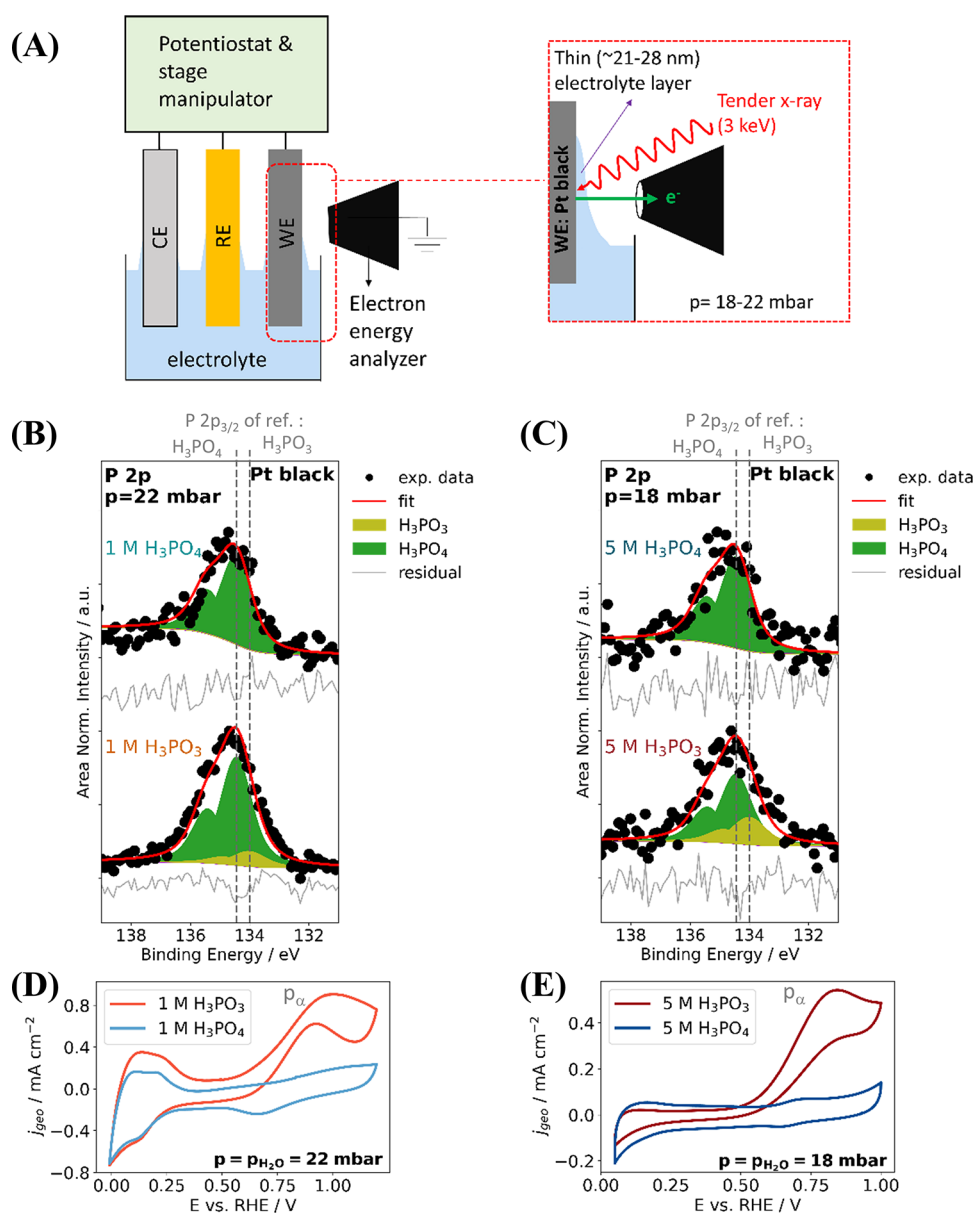 (A)
Potentiostat &
stage
manipulator
CE
RE
WE
electrolyte
Electron
energy
analyzer
Thin (~21-28 nm)
electrolyte layer
Tender x-ray
(3 keV)
WE: Pt black
e⁻
p= 18-22 mbar
(B)
P 2p₃/₂ of ref. :
H₃PO₄
H₃PO₃
P 2p
p=22 mbar
Pt black
exp. data
fit
H₃PO₃
H₃PO₄
residual
1 M H₃PO₄
1 M H₃PO₃
Area Norm. Intensity / a.u.
138 136 134 132
Binding Energy / eV
(C)
P 2p₃/₂ of ref. :
H₃PO₄
H₃PO₃
P 2p
p=18 mbar
Pt black
exp. data
fit
H₃PO₃
H₃PO₄
residual
5 M H₃PO₄
5 M H₃PO₃
Area Norm. Intensity / a.u.
138 136 134 132
Binding Energy / eV
(D)
1 M H₃PO₃
1 M H₃PO₄
pα
0.8
0.4
0.0
−0.4
−0.8
j_geo / mA cm⁻²
p = p_H₂O = 22 mbar
0.00 0.25 0.50 0.75 1.00
E vs. RHE / V
(E)
5 M H₃PO₃
5 M H₃PO₄
pα
0.4
0.2
0.0
−0.2
j_geo / mA cm⁻²
p = p_H₂O = 18 mbar
0.00 0.25 0.50 0.75 1.00
E vs. RHE / V